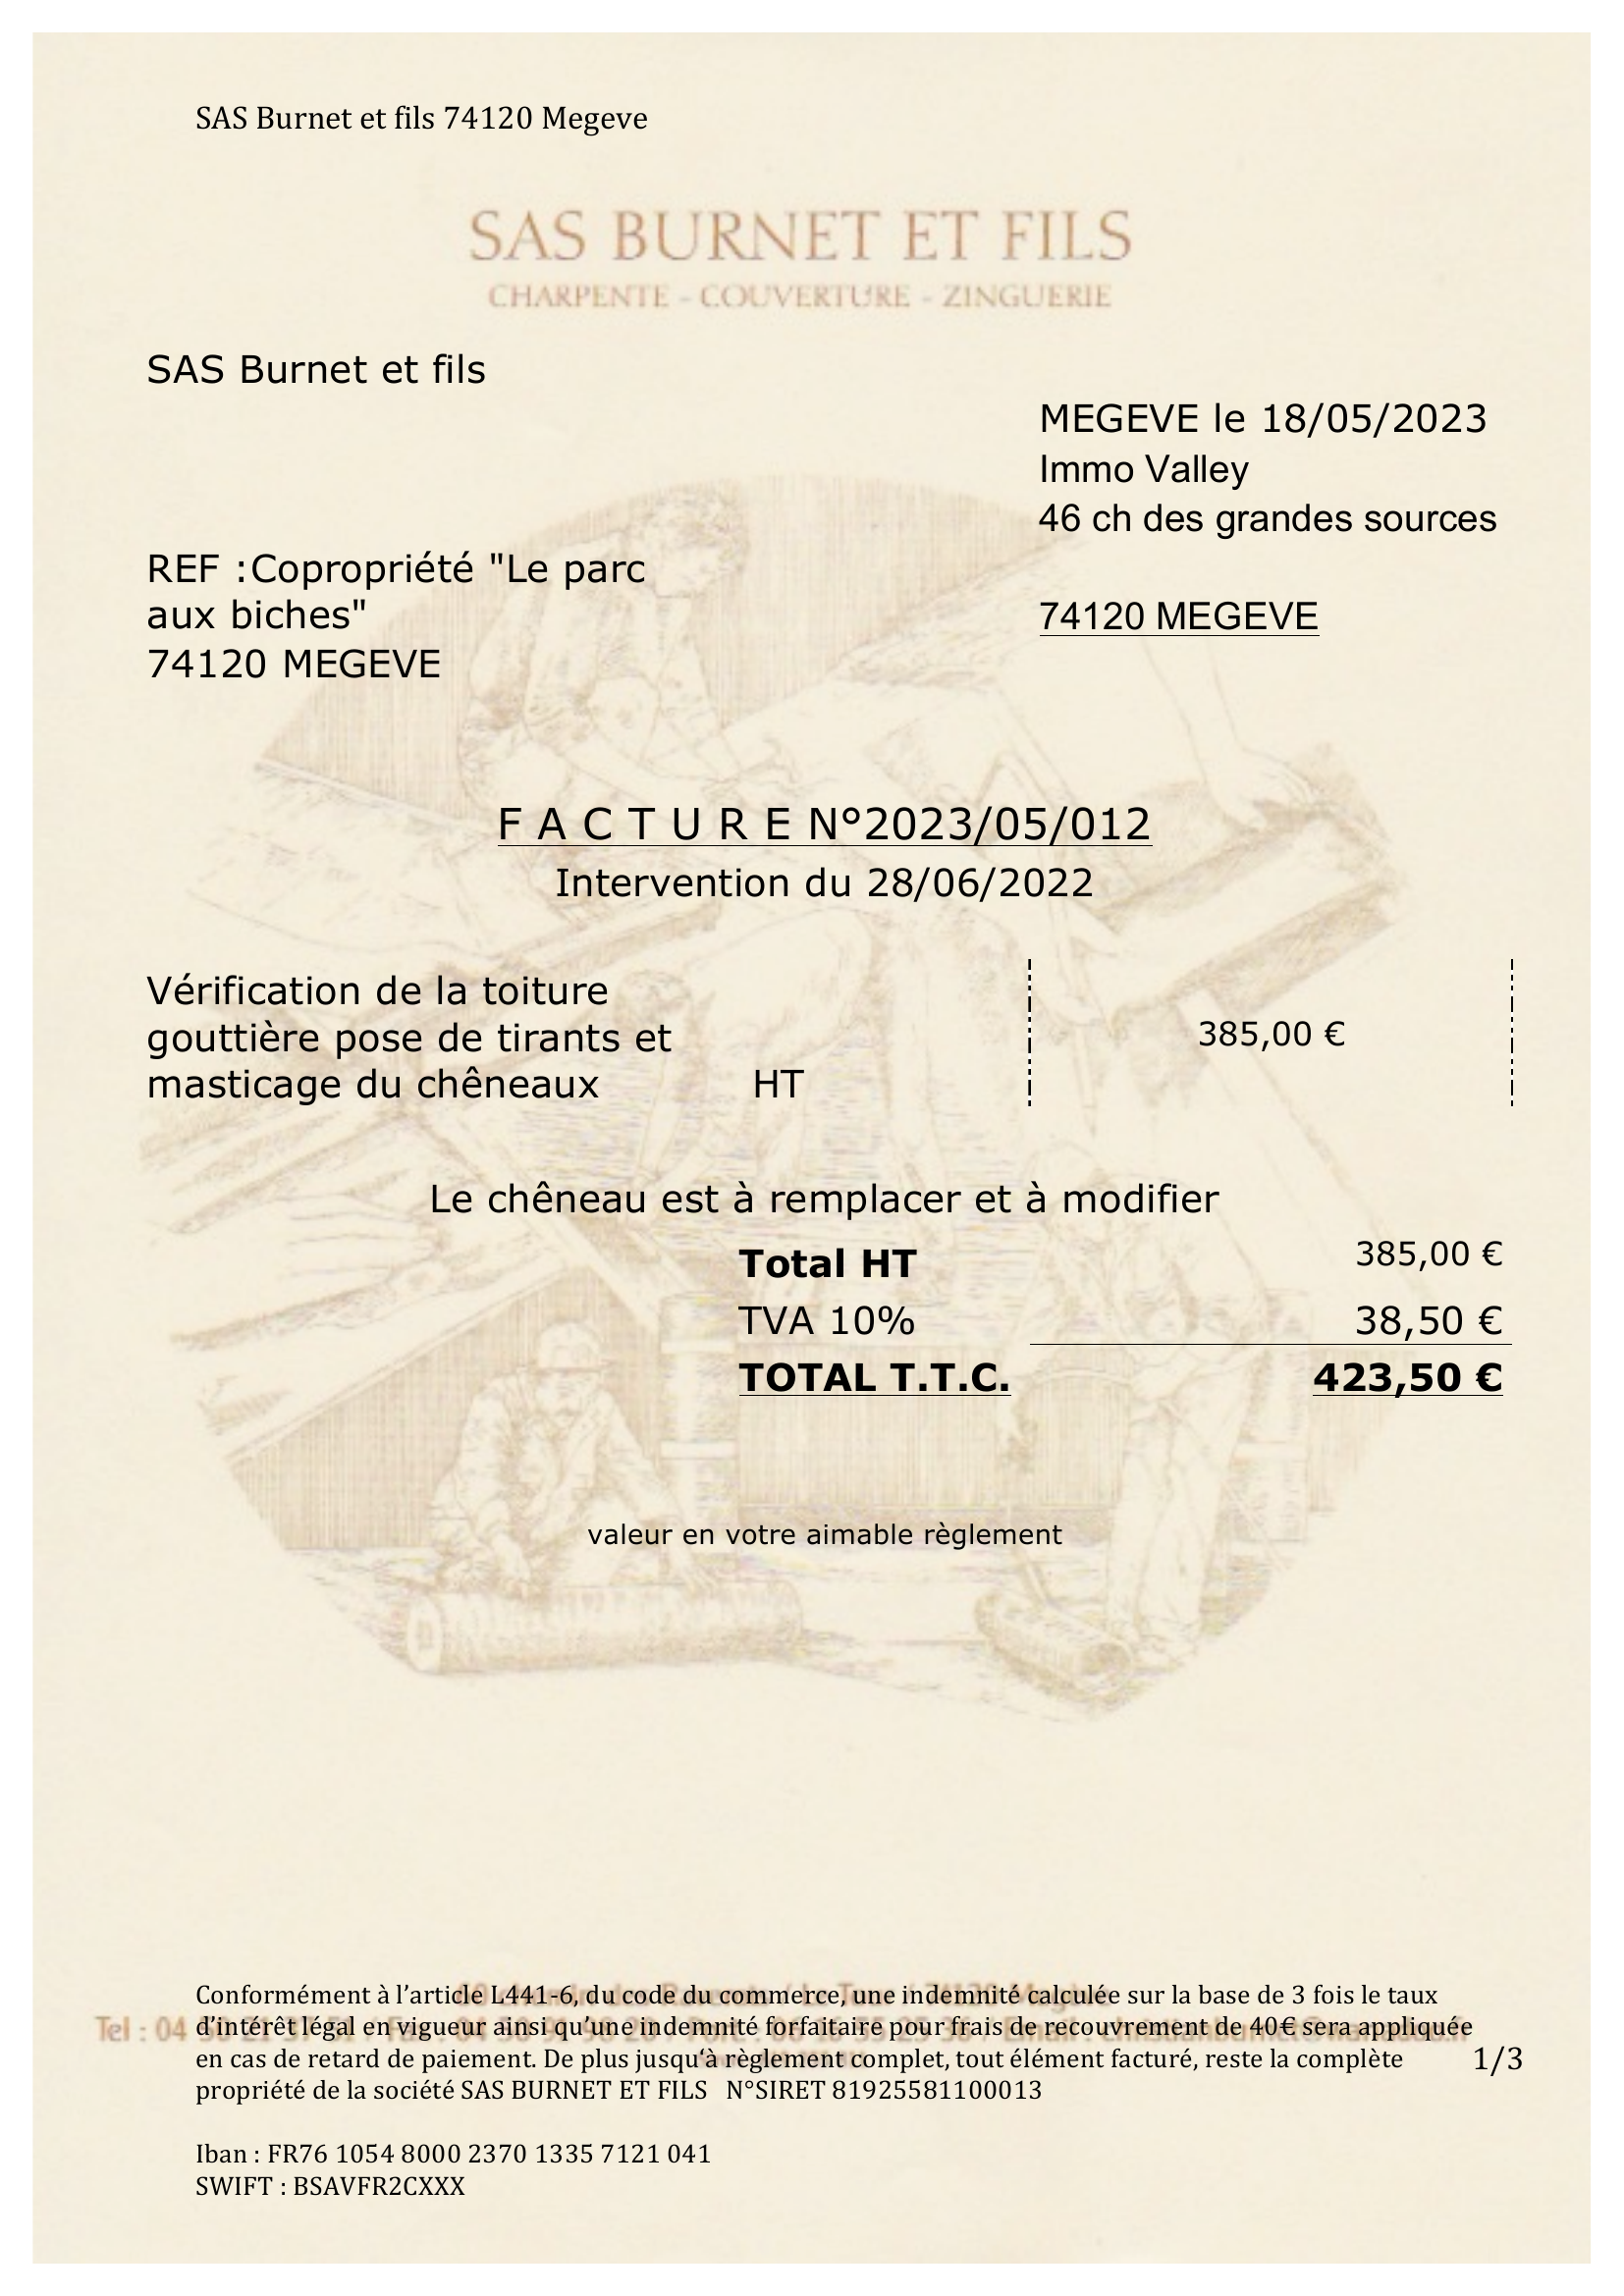 SAS Burnet et fils 74120 Megeve
SAS BURNET ET FILS
CHARPENTE - COUVERTURE - ZINGUERIE
SAS Burnet et fils
MEGEVE le 18/05/2023
Immo Valley
46 ch des grandes sources
REF :Copropriété "Le parc
aux biches"
74120 MEGEVE
74120 MEGEVE
F A C T U R E N°2023/05/012
Intervention du 28/06/2022
Vérification de la toiture
gouttière pose de tirants et
masticage du chêneaux HT
385,00 €
Le chêneau est à remplacer et à modifier
Total HT 385,00 €
TVA 10% 38,50 €
TOTAL T.T.C. 423,50 €
valeur en votre aimable règlement
Conformément à l'article L441-6, du code du commerce, une indemnité calculée sur la base de 3 fois le taux
d'intérêt légal en vigueur ainsi qu'une indemnité forfaitaire pour frais de recouvrement de 40€ sera appliquée
en cas de retard de paiement. De plus jusqu'à règlement complet, tout élément facturé, reste la complète
propriété de la société SAS BURNET ET FILS N°SIRET 81925581100013
Tel : 04
1/3
Iban : FR76 1054 8000 2370 1335 7121 041
SWIFT : BSAVFR2CXXX